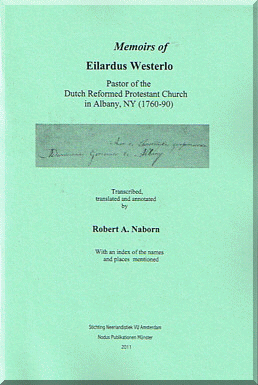 Memoirs of
Eilardus Westerlo
Pastor of the
Dutch Reformed Protestant Church
in Albany, NY (1760-90)
Transcribed,
translated and annotated
by
Robert A. Naborn
With an index of the names
and places mentioned
Stichting Neerlandistiek VU Amsterdam
Nodus Publikationen Münster
2011